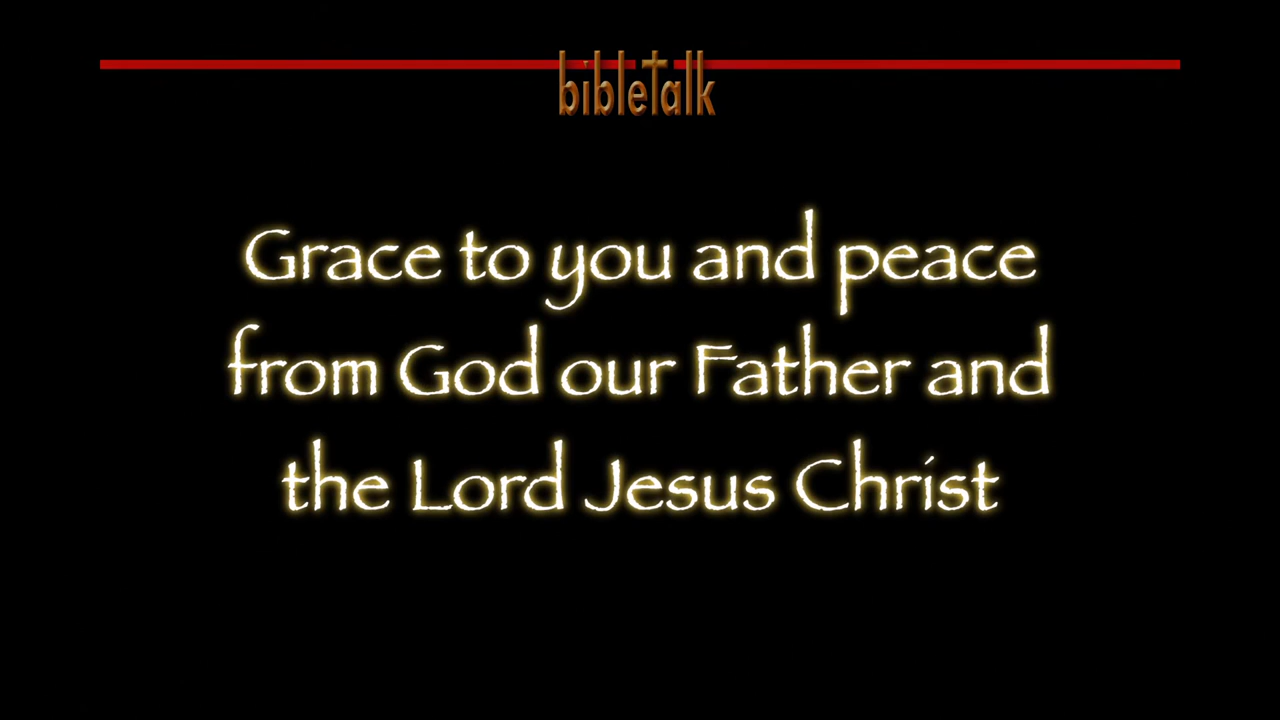 bibleTalk
Grace to you and peace
from God our Father and
the Lord Jesus Christ